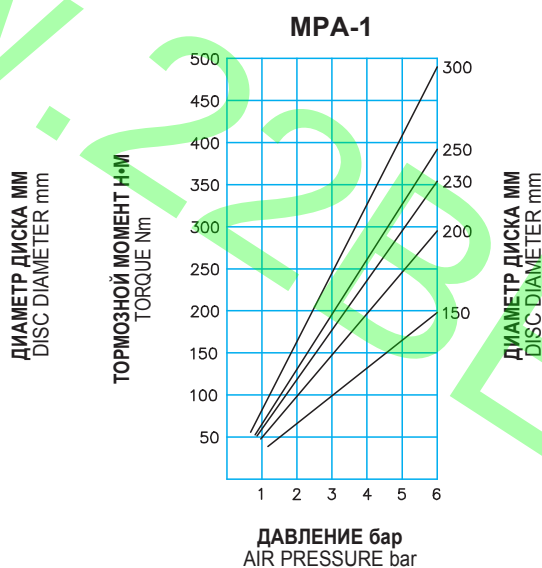 MPA-1
500
450
400
350
300
250
200
150
100
50
300
250
230
200
150
1 2 3 4 5 6
ДИАМЕТР ДИСКА ММ
DISC DIAMETER mm
ТОРМОЗНОЙ МОМЕНТ Н•М
TORQUE Nm
ДИАМЕТР ДИСКА ММ
DISC DIAMETER mm
ДАВЛЕНИЕ бар
AIR PRESSURE bar